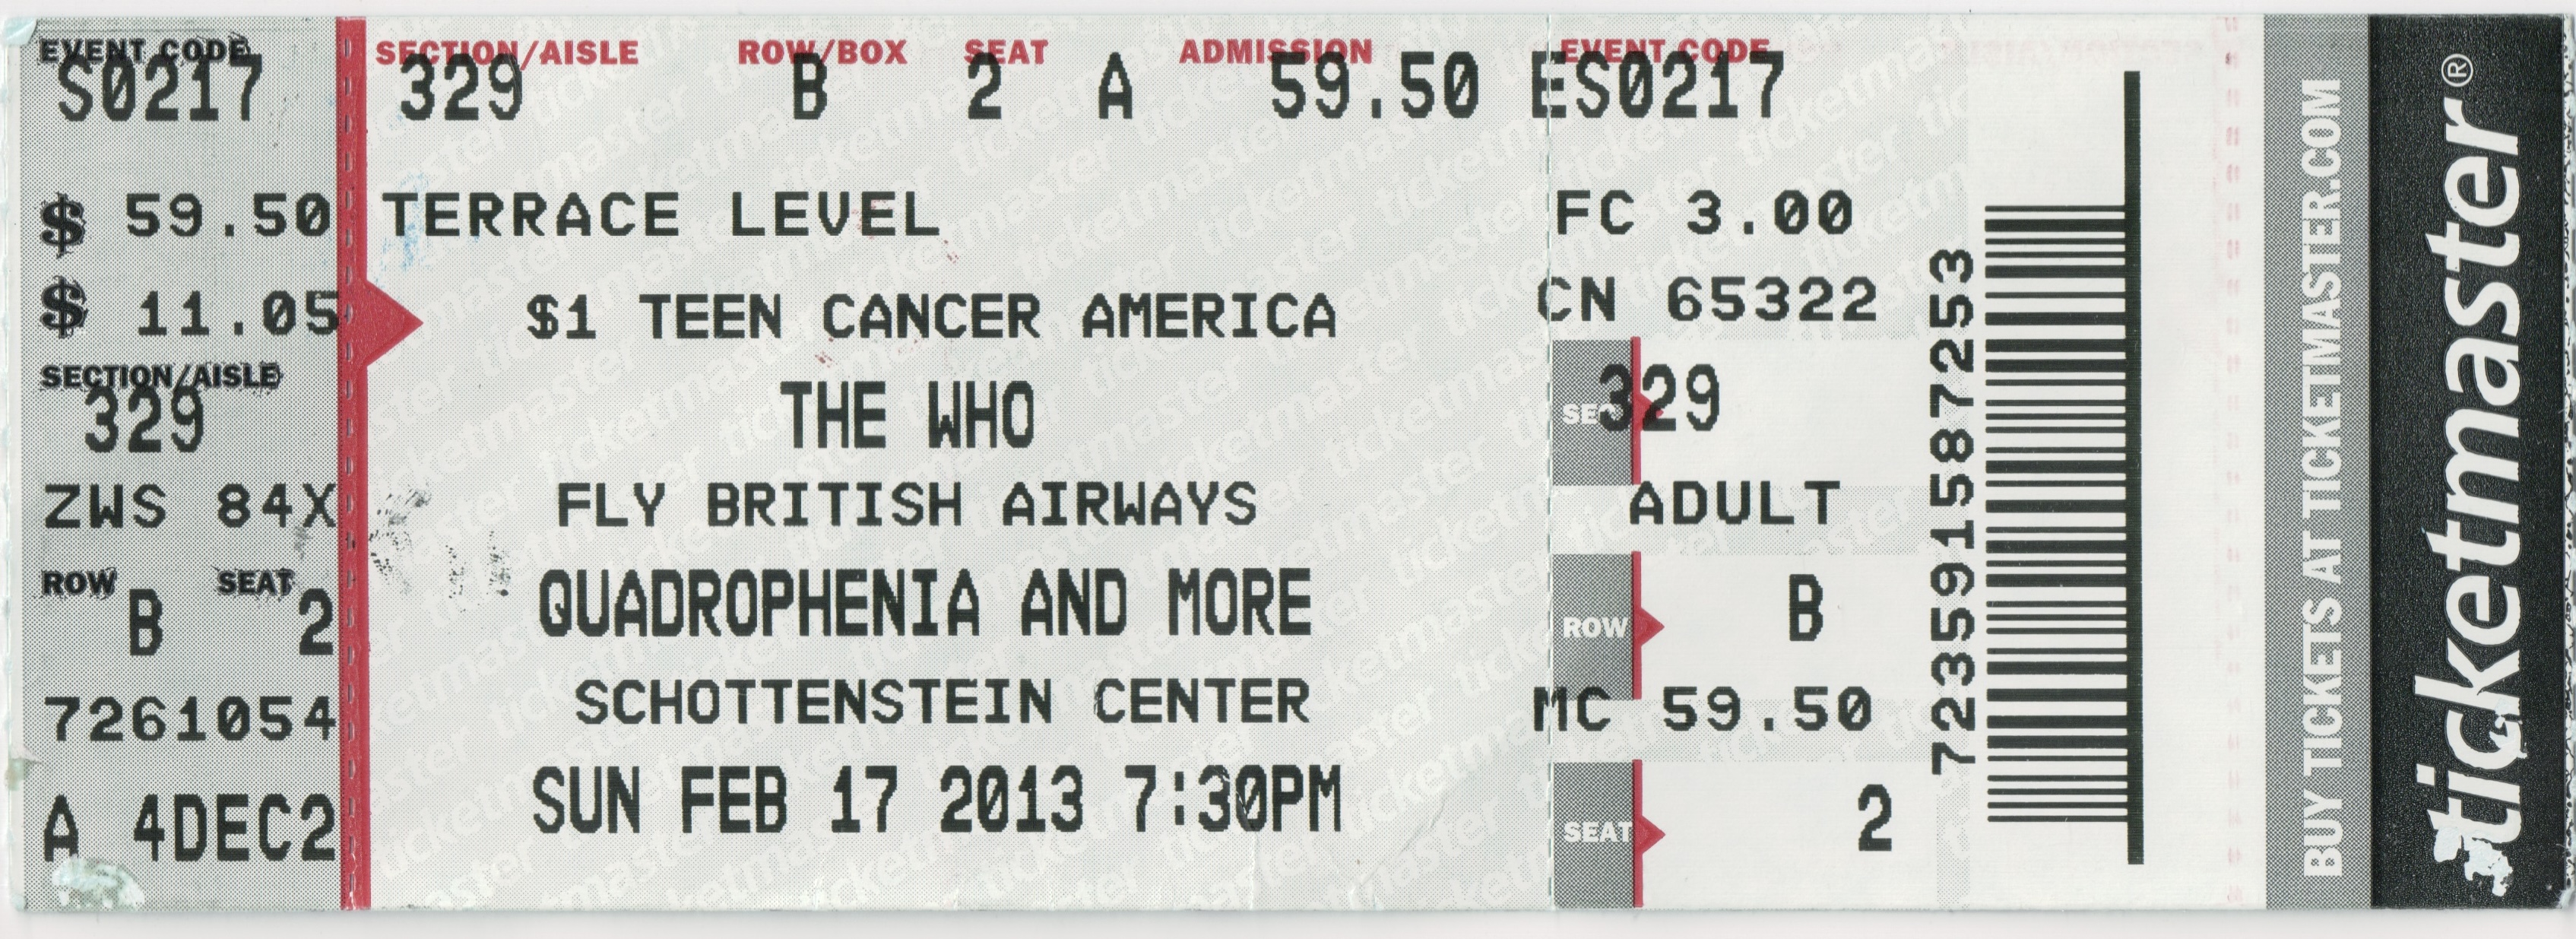 EVENT CODE
S0217
$ 59.50
$ 11.05
SECTION/AISLE
329
ZWS 84X
ROW SEAT
B 2
7261054
A 4DEC2
SECTION/AISLE ROW/BOX SEAT ADMISSION
329 B 2 A 59.50
TERRACE LEVEL
$1 TEEN CANCER AMERICA
THE WHO
FLY BRITISH AIRWAYS
QUADROPHENIA AND MORE
SCHOTTENSTEIN CENTER
SUN FEB 17 2013 7:30PM
EVENT CODE
ES0217
FC 3.00
CN 65322
SEC 329
ADULT
ROW B
MC 59.50
SEAT 2
723591587253
BUY TICKETS AT TICKETMASTER.COM
ticketmaster®